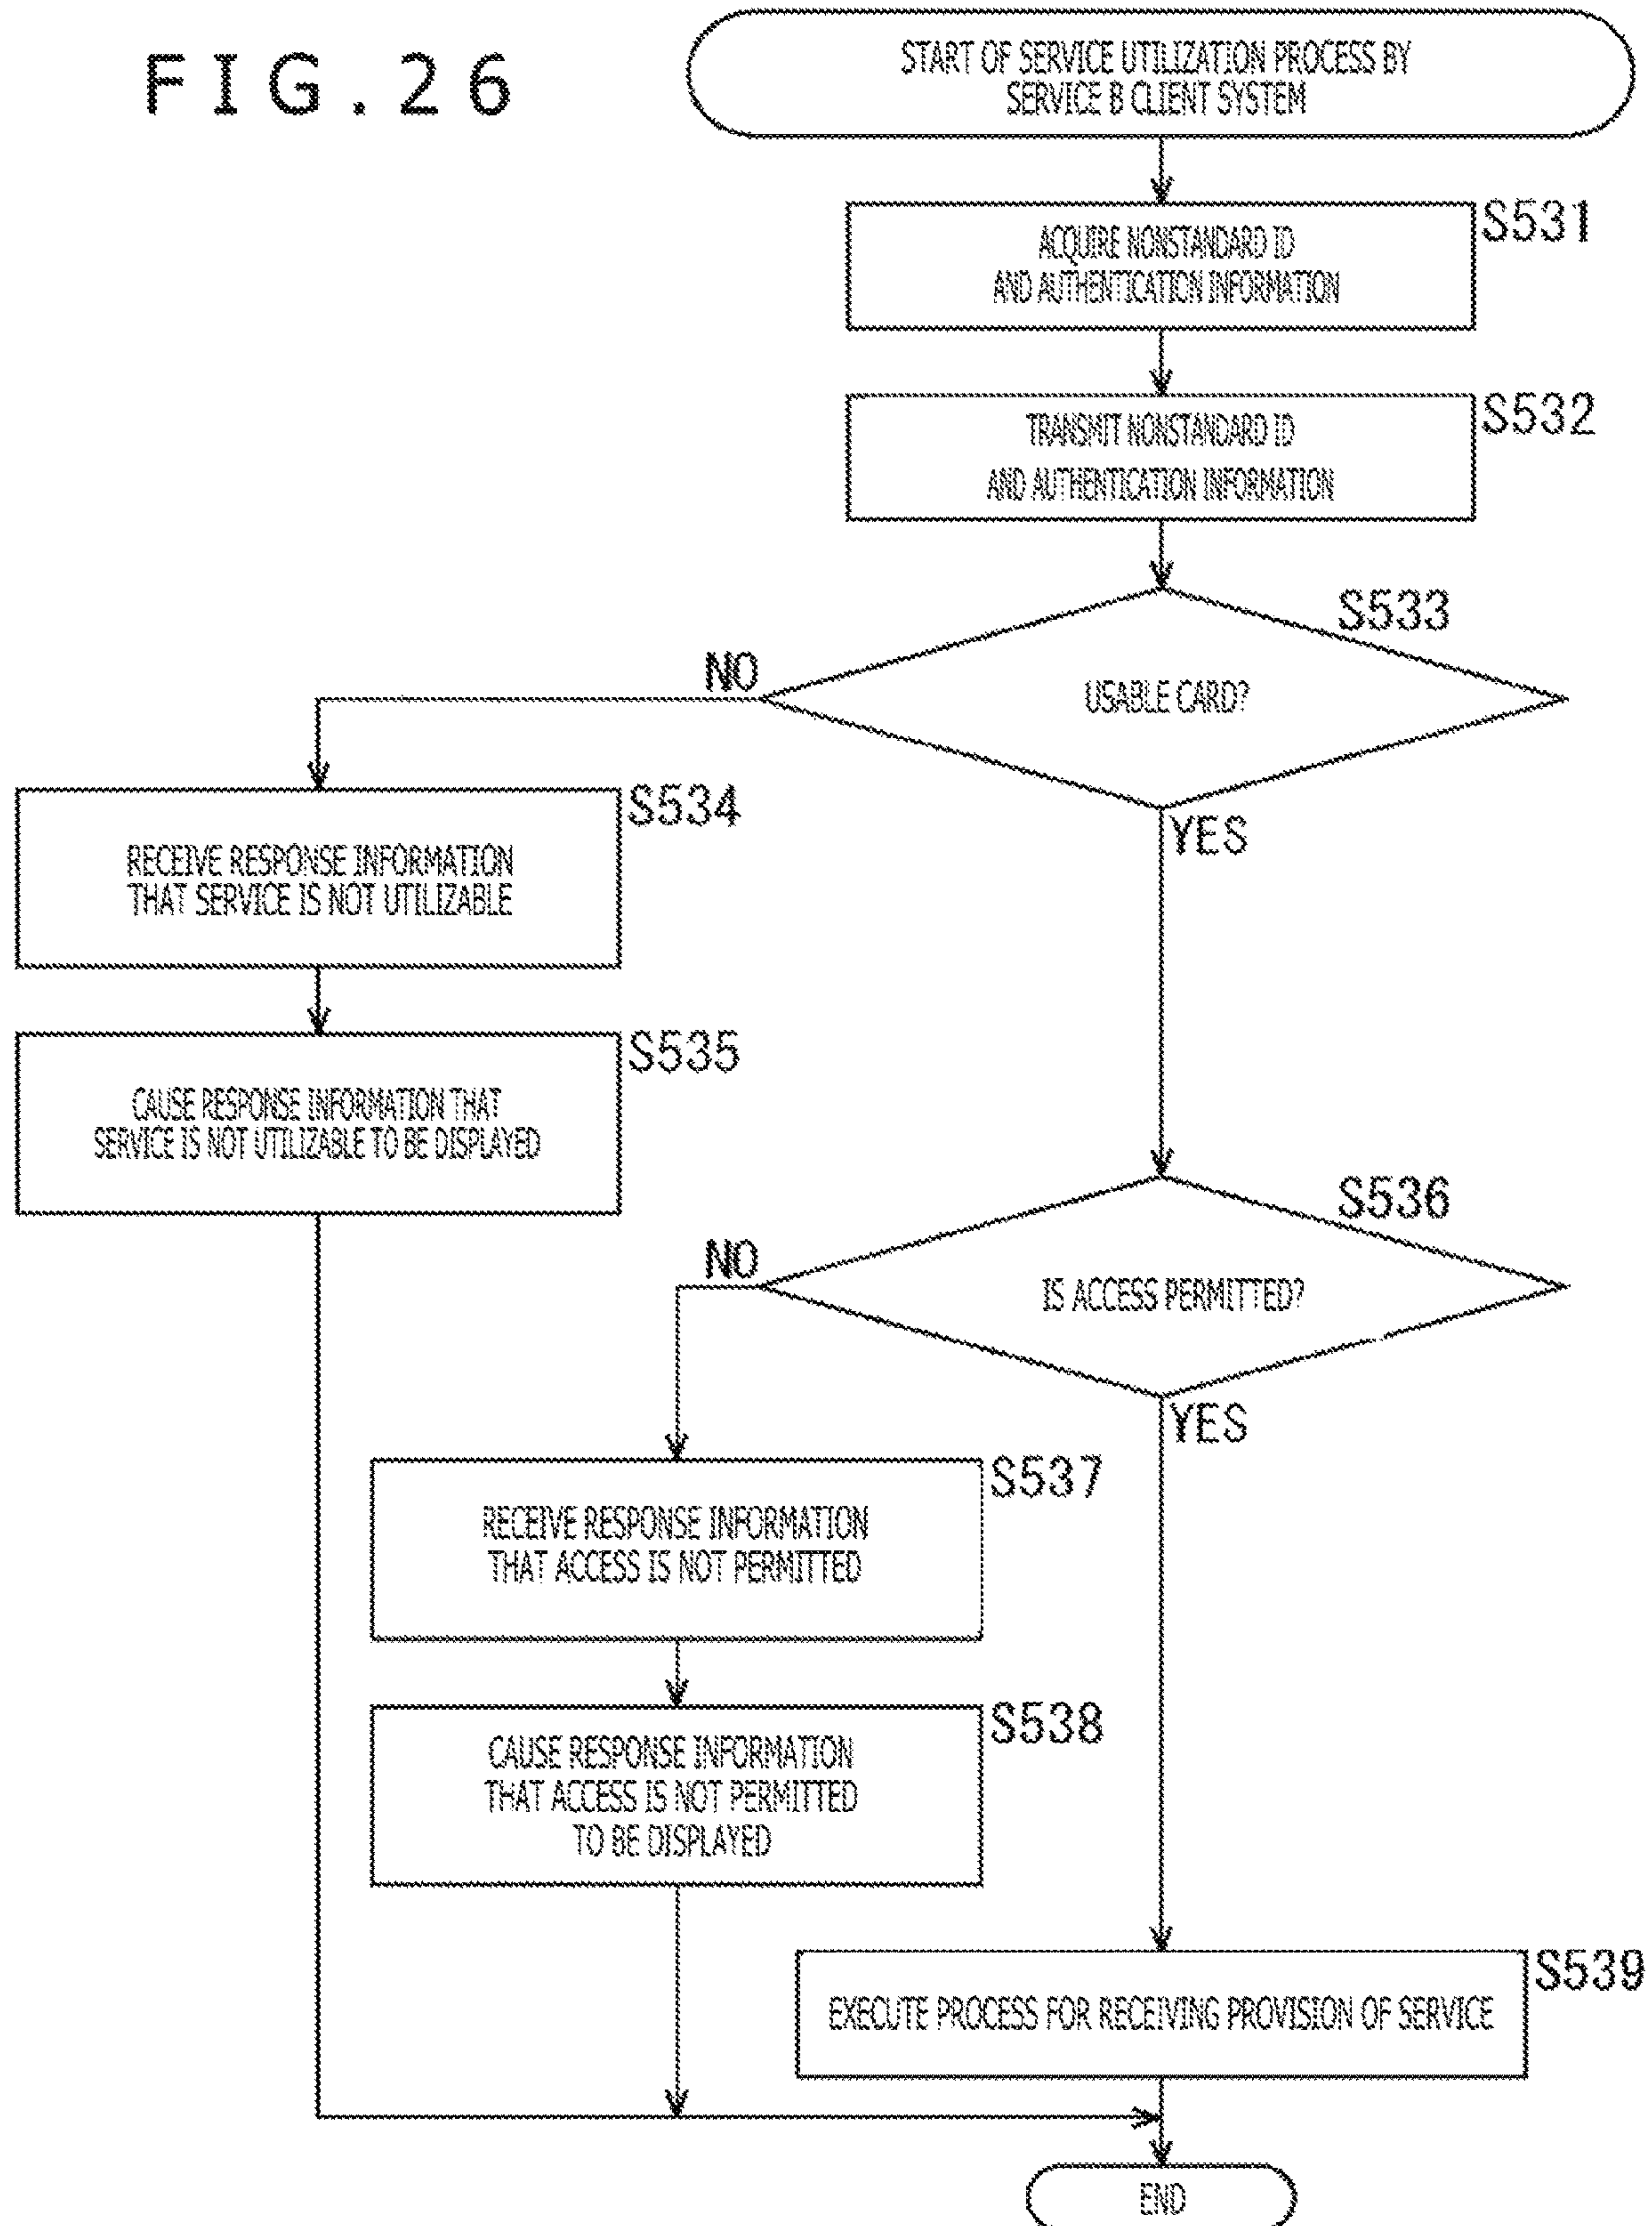 FIG.26
START OF SERVICE UTILIZATION PROCESS BY
SERVICE B CLIENT SYSTEM
S531
ACQUIRE NONSTANDARD ID
AND AUTHENTICATION INFORMATION
S532
TRANSMIT NONSTANDARD ID
AND AUTHENTICATION INFORMATION
S533
NO
USABLE CARD?
YES
S534
RECEIVE RESPONSE INFORMATION
THAT SERVICE IS NOT UTILIZABLE
S535
CAUSE RESPONSE INFORMATION THAT
SERVICE IS NOT UTILIZABLE TO BE DISPLAYED
S536
NO
IS ACCESS PERMITTED?
YES
S537
RECEIVE RESPONSE INFORMATION
THAT ACCESS IS NOT PERMITTED
S538
CAUSE RESPONSE INFORMATION
THAT ACCESS IS NOT PERMITTED
TO BE DISPLAYED
S539
EXECUTE PROCESS FOR RECEIVING PROVISION OF SERVICE
END